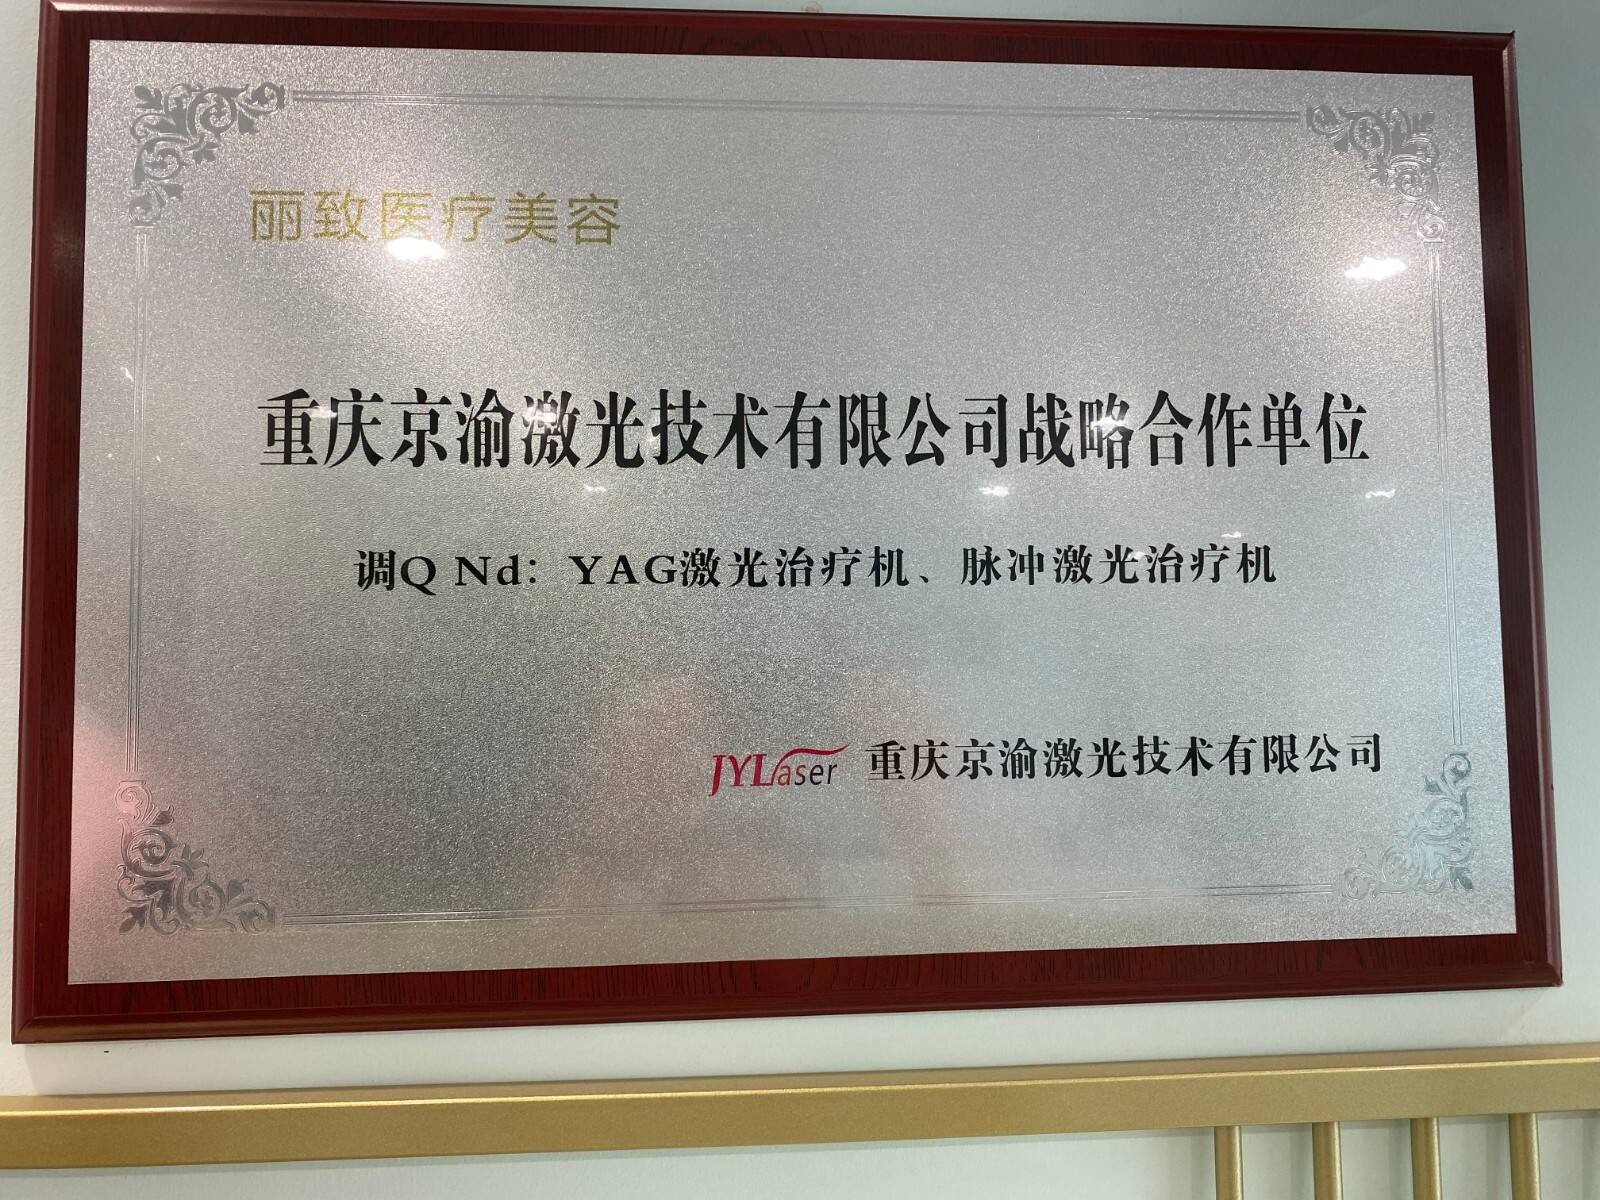 丽致医疗美容
重庆京渝激光技术有限公司战略合作单位
调Q Nd：YAG激光治疗机、脉冲激光治疗机
JYLaser 重庆京渝激光技术有限公司